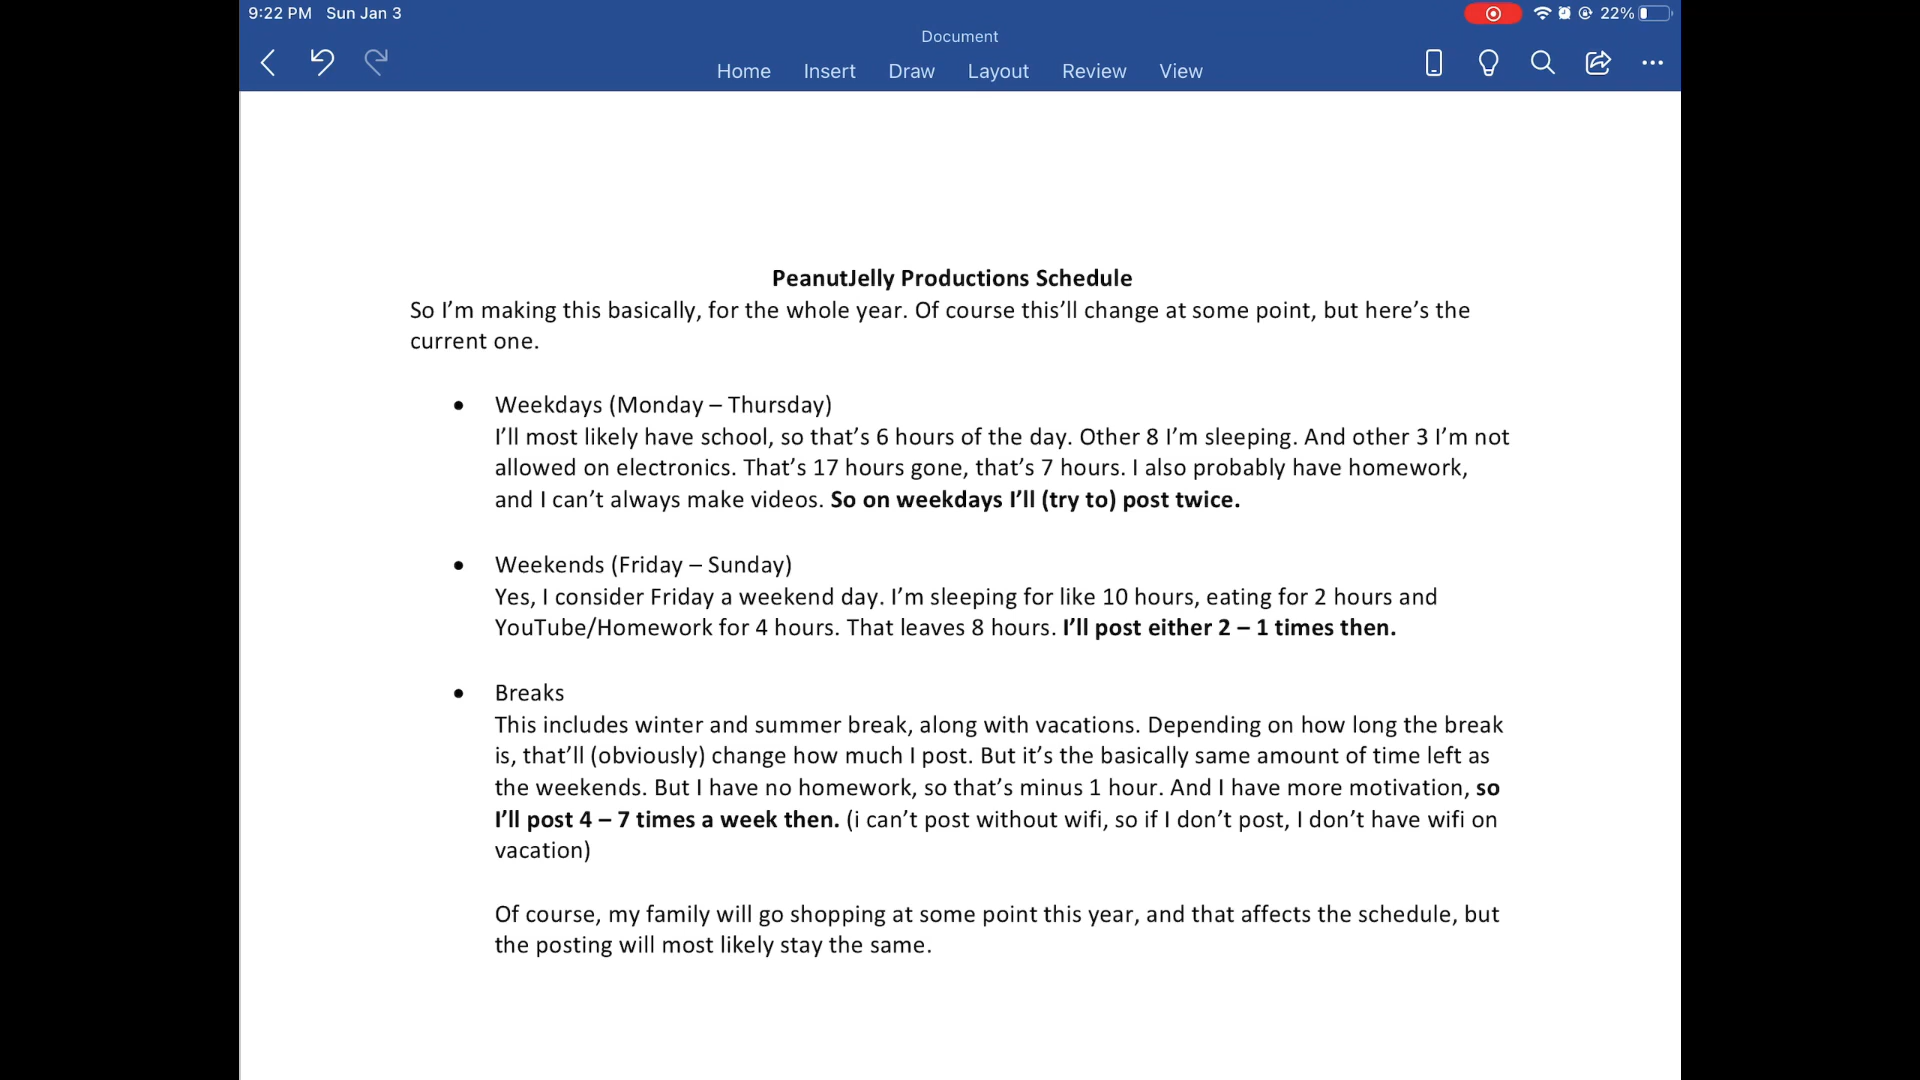 9:22 PM Sun Jan 3
22%
Document
Home Insert Draw Layout Review View
PeanutJelly Productions Schedule
So I’m making this basically, for the whole year. Of course this’ll change at some point, but here’s the
current one.
• Weekdays (Monday – Thursday)
I’ll most likely have school, so that’s 6 hours of the day. Other 8 I’m sleeping. And other 3 I’m not
allowed on electronics. That’s 17 hours gone, that’s 7 hours. I also probably have homework,
and I can’t always make videos. So on weekdays I’ll (try to) post twice.
• Weekends (Friday – Sunday)
Yes, I consider Friday a weekend day. I’m sleeping for like 10 hours, eating for 2 hours and
YouTube/Homework for 4 hours. That leaves 8 hours. I’ll post either 2 – 1 times then.
• Breaks
This includes winter and summer break, along with vacations. Depending on how long the break
is, that’ll (obviously) change how much I post. But it’s the basically same amount of time left as
the weekends. But I have no homework, so that’s minus 1 hour. And I have more motivation, so
I’ll post 4 – 7 times a week then. (i can’t post without wifi, so if I don’t post, I don’t have wifi on
vacation)
Of course, my family will go shopping at some point this year, and that affects the schedule, but
the posting will most likely stay the same.